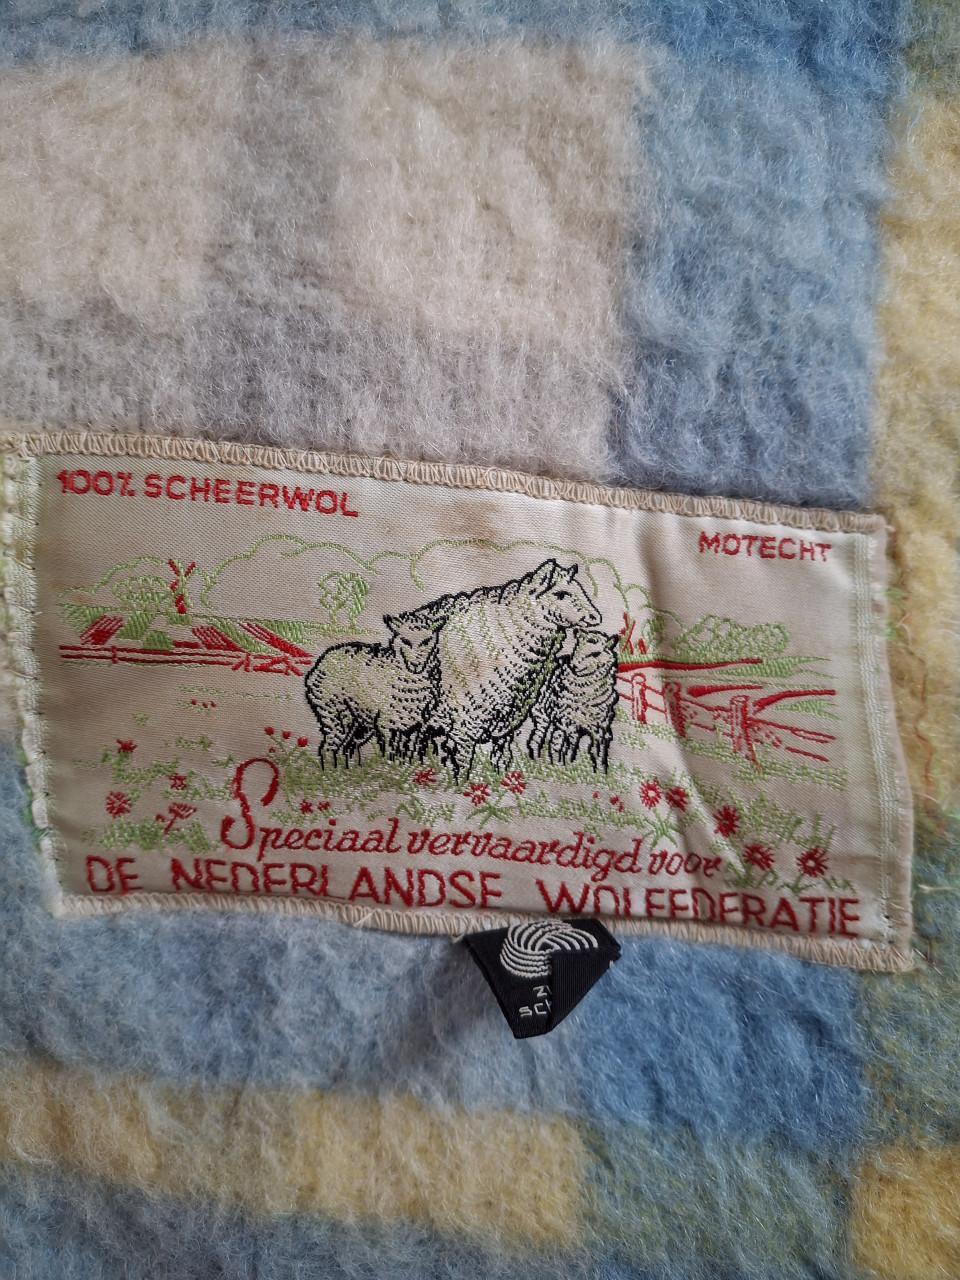 100% SCHEERWOL
MOTECHT
Speciaal vervaardigd voor
DE NEDERLANDSE WOLFEDERATIE